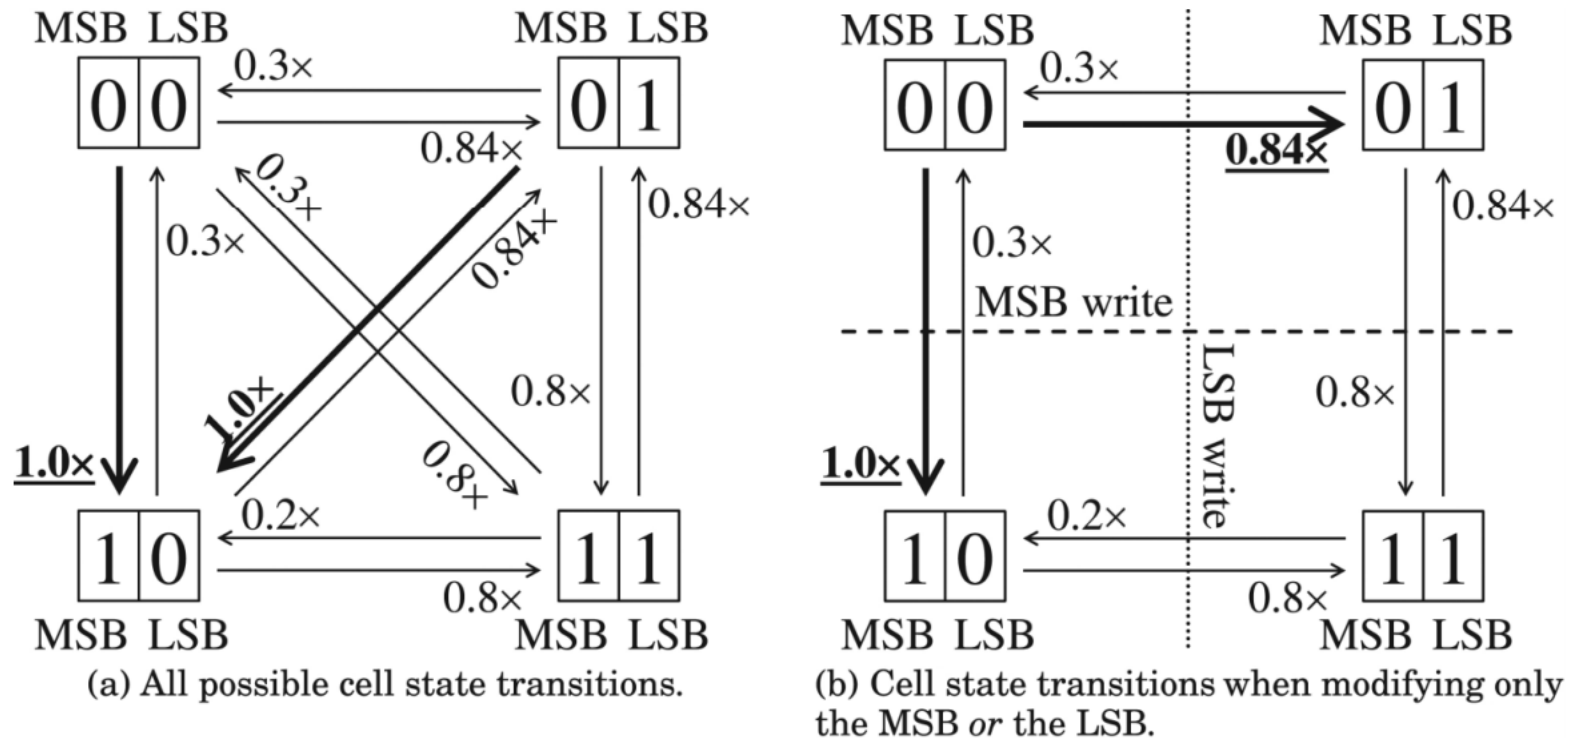 MSB LSB MSB LSB
0 0 0 1
0.3×
0.84×
0.3×
0.84×
0.3×
0.84×
0.8×
1.0×
0.8×
1.0×
0.2×
1 0 1 1
0.8×
MSB LSB MSB LSB
(a) All possible cell state transitions.
MSB LSB MSB LSB
0 0 0 1
0.3×
0.84×
0.84×
0.3×
MSB write
LSB write
0.8×
1.0×
0.2×
1 0 1 1
0.8×
MSB LSB MSB LSB
(b) Cell state transitions when modifying only
the MSB or the LSB.